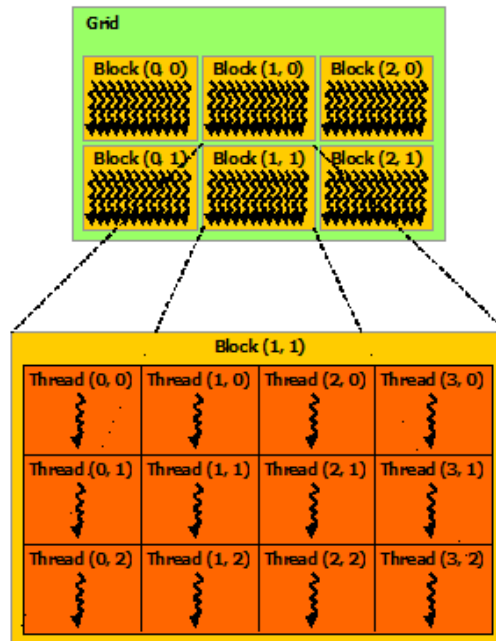 Grid
Block (0, 0) Block (1, 0) Block (2, 0)
Block (0, 1) Block (1, 1) Block (2, 1)
Block (1, 1)
Thread (0, 0) Thread (1, 0) Thread (2, 0) Thread (3, 0)
Thread (0, 1) Thread (1, 1) Thread (2, 1) Thread (3, 1)
Thread (0, 2) Thread (1, 2) Thread (2, 2) Thread (3, 2)